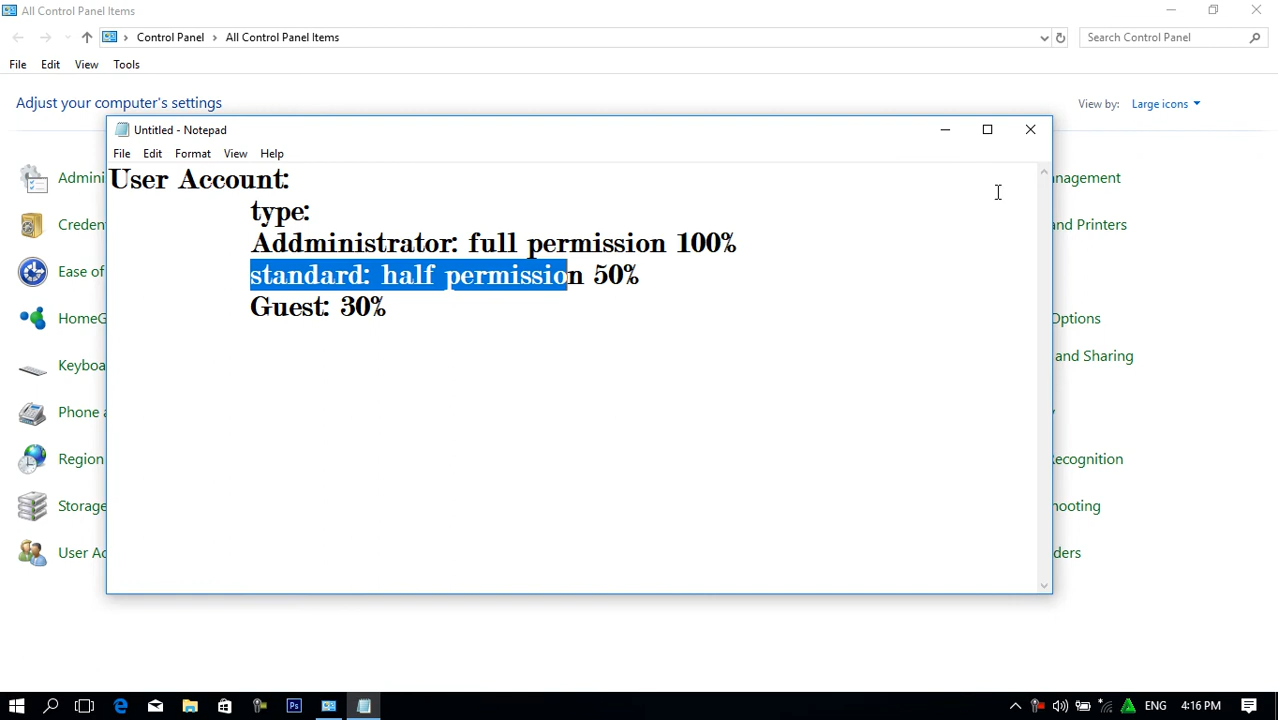 All Control Panel Items
Control Panel
All Control Panel Items
Search Control Panel
File Edit View Tools
Adjust your computer's settings
View by: Large icons
Untitled - Notepad
File Edit Format View Help
User Account:
type:
Addministrator: full permission 100%
standard: half permission 50%
Guest: 30%
Admini
Creden
Ease of
HomeG
Keyboa
Phone a
Region
Storage
User Ac
nagement
and Printers
Options
and Sharing
Recognition
hooting
ders
ENG
4:16 PM